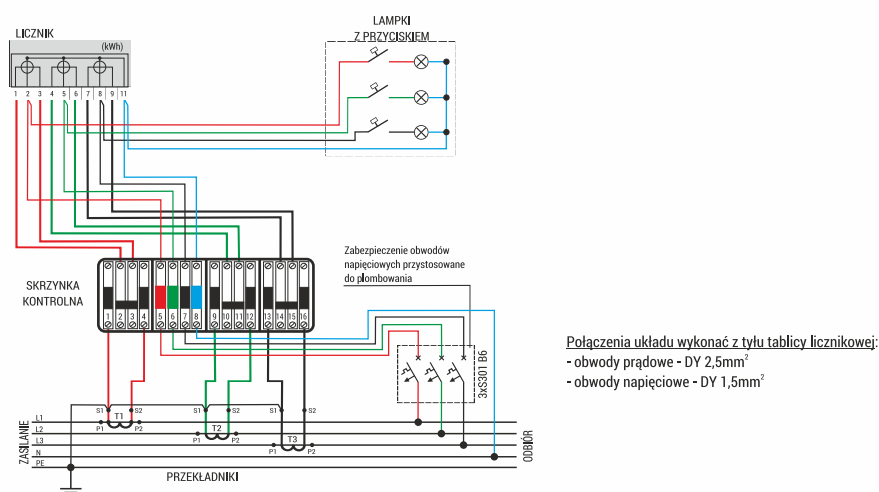 LICZNIK
(kWh)
1 2 3 4 5 6 7 8 9 11
LAMPKI
Z PRZYCISKIEM
Zabezpieczenie obwodów
napięciowych przystosowane
do plombowania
SKRZYNKA
KONTROLNA
1 2 3 4 5 6 7 8 9 10 11 12 13 14 15 16
3xS301 B6
Połączenia układu wykonać z tyłu tablicy licznikowej:
- obwody prądowe - DY 2,5mm²
- obwody napięciowe - DY 1,5mm²
S1 S2 S1 S2 S1 S2
ZASILANIE
L1
L2
L3
N
PE
T1
P1 P2
T2
P1 P2
T3
P1 P2
ODBIÓR
PRZEKŁADNIKI